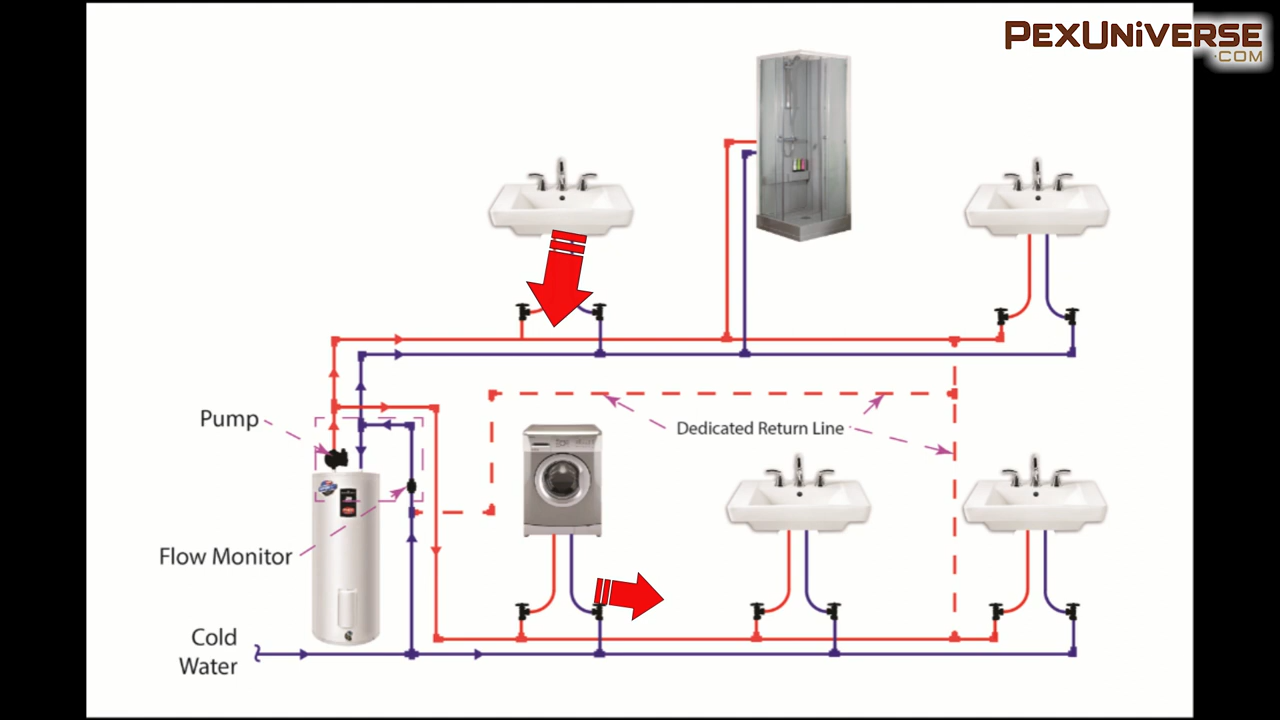 PEXUNIVERSE
.COM
Pump
Dedicated Return Line
Flow Monitor
Cold
Water